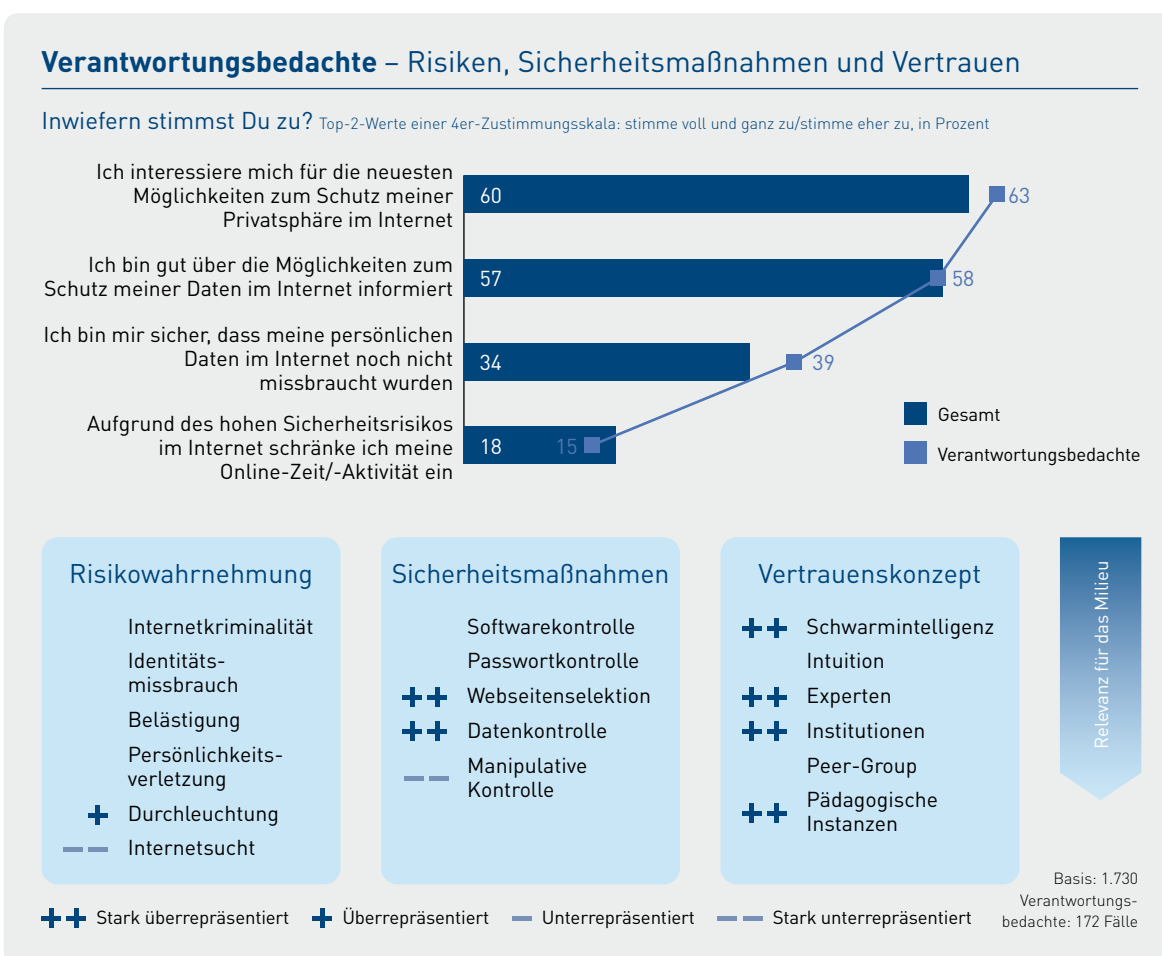 Verantwortungsbedachte – Risiken, Sicherheitsmaßnahmen und Vertrauen
Inwiefern stimmst Du zu? Top-2-Werte einer 4er-Zustimmungsskala: stimme voll und ganz zu/stimme eher zu, in Prozent
Ich interessiere mich für die neuesten
Möglichkeiten zum Schutz meiner
Privatsphäre im Internet
60
63
Ich bin gut über die Möglichkeiten zum
Schutz meiner Daten im Internet informiert
57
58
Ich bin mir sicher, dass meine persönlichen
Daten im Internet noch nicht
missbraucht wurden
34
39
Aufgrund des hohen Sicherheitsrisikos
im Internet schränke ich meine
Online-Zeit/-Aktivität ein
18
15
Gesamt
Verantwortungsbedachte
Risikowahrnehmung
Internetkriminalität
Identitäts-
missbrauch
Belästigung
Persönlichkeits-
verletzung
+ Durchleuchtung
– – Internetsucht
Sicherheitsmaßnahmen
Softwarekontrolle
Passwortkontrolle
++ Webseitenselektion
++ Datenkontrolle
– – Manipulative
Kontrolle
Vertrauenskonzept
++ Schwarmintelligenz
Intuition
++ Experten
++ Institutionen
Peer-Group
++ Pädagogische
Instanzen
Relevanz für das Milieu
++ Stark überrepräsentiert + Überrepräsentiert – Unterrepräsentiert – – Stark unterrepräsentiert
Basis: 1.730
Verantwortungs-
bedachte: 172 Fälle